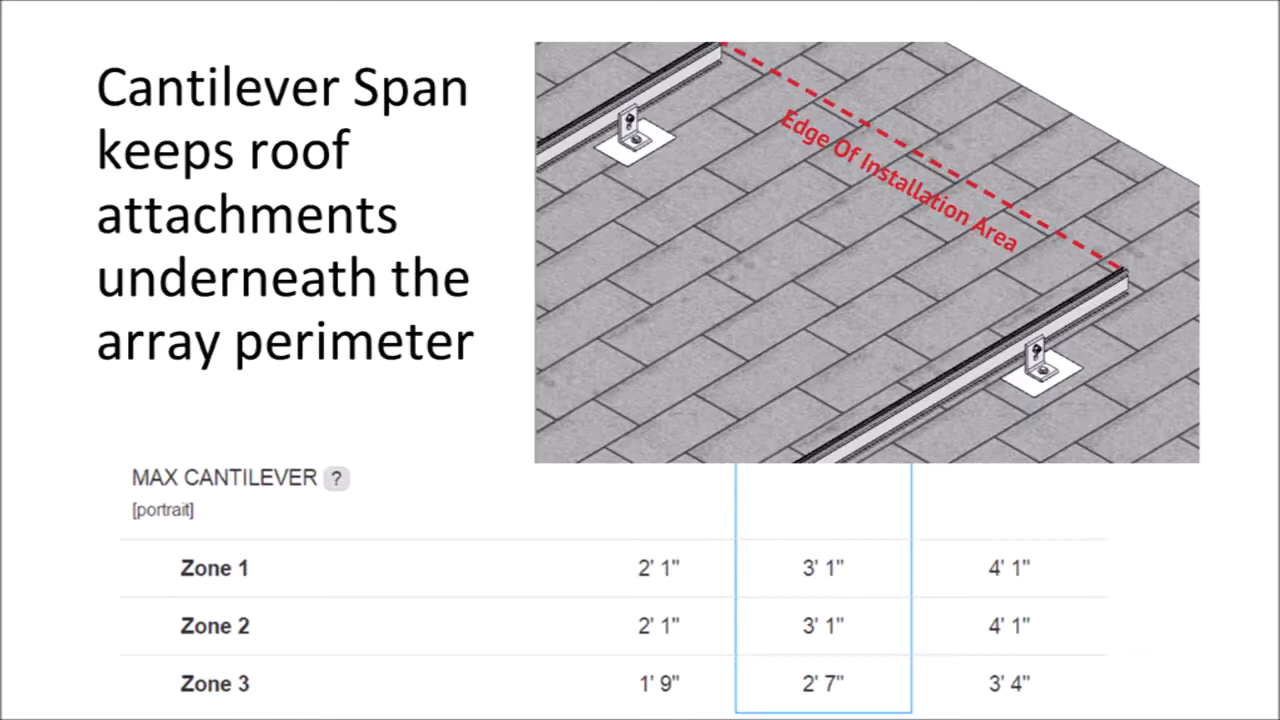 Cantilever Span
keeps roof
attachments
underneath the
array perimeter
Edge Of Installation Area
MAX CANTILEVER ?
[portrait]
Zone 1 2' 1" 3' 1" 4' 1"
Zone 2 2' 1" 3' 1" 4' 1"
Zone 3 1' 9" 2' 7" 3' 4"